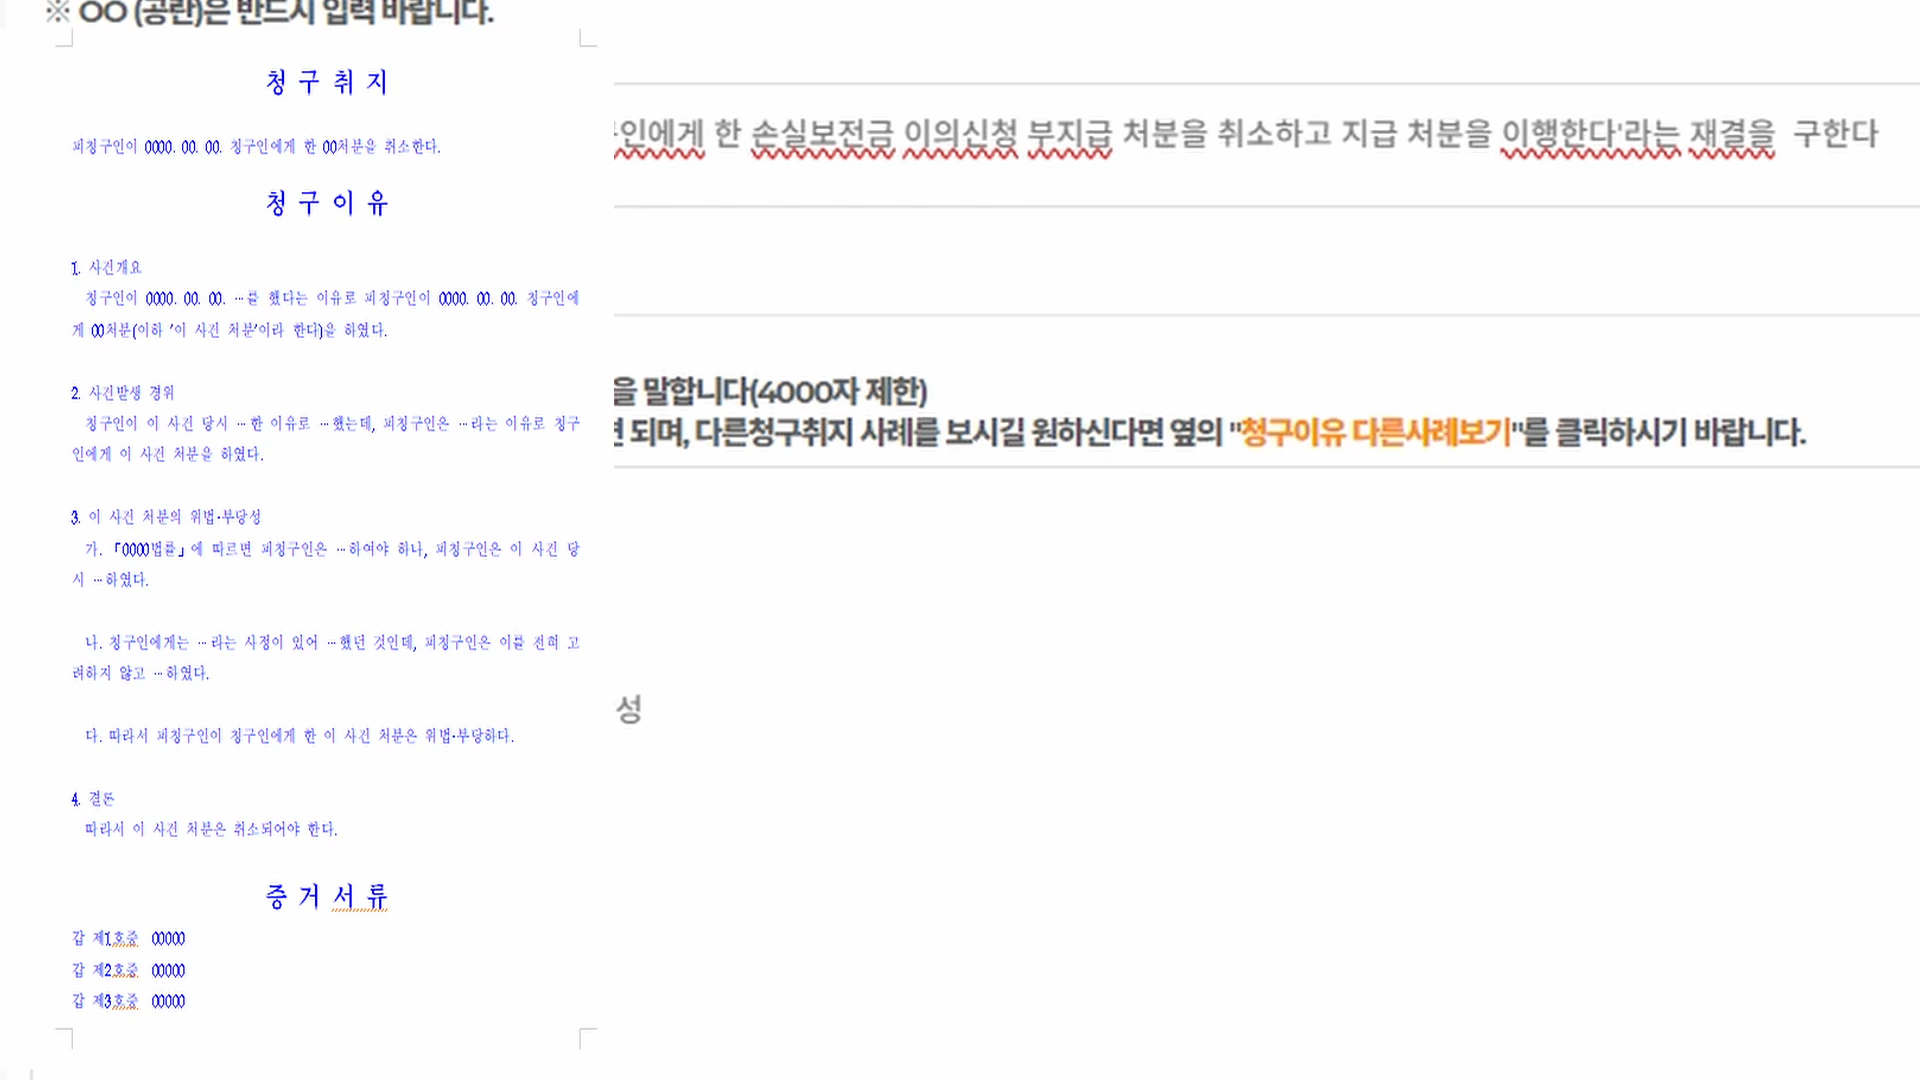 ※ OO (공란)은 반드시 입력 바랍니다.
청 구 취 지
피청구인이 0000. 00. 00. 청구인에게 한 00처분을 취소한다.
청 구 이 유
1. 사건개요
청구인이 0000. 00. 00. …를 했다는 이유로 피청구인이 0000. 00. 00. 청구인에
게 00처분(이하 '이 사건 처분'이라 한다)을 하였다.
2. 사건발생 경위
청구인이 이 사건 당시 …한 이유로 …했는데, 피청구인은 …라는 이유로 청구
인에게 이 사건 처분을 하였다.
3. 이 사건 처분의 위법·부당성
가. 「0000법률」에 따르면 피청구인은 …하여야 하나, 피청구인은 이 사건 당
시 …하였다.
나. 청구인에게는 …라는 사정이 있어 …했던 것인데, 피청구인은 이를 전혀 고
려하지 않고 …하였다.
다. 따라서 피청구인이 청구인에게 한 이 사건 처분은 위법·부당하다.
4. 결론
따라서 이 사건 처분은 취소되어야 한다.
증 거 서 류
갑 제1호증 00000
갑 제2호증 00000
갑 제3호증 00000
인에게 한 손실보전금 이의신청 부지급 처분을 취소하고 지급 처분을 이행한다'라는 재결을 구한다
을 말합니다(4000자 제한)
되며, 다른청구취지 사례를 보시길 원하신다면 옆의 "청구이유 다른사례보기"를 클릭하시기 바랍니다.
성